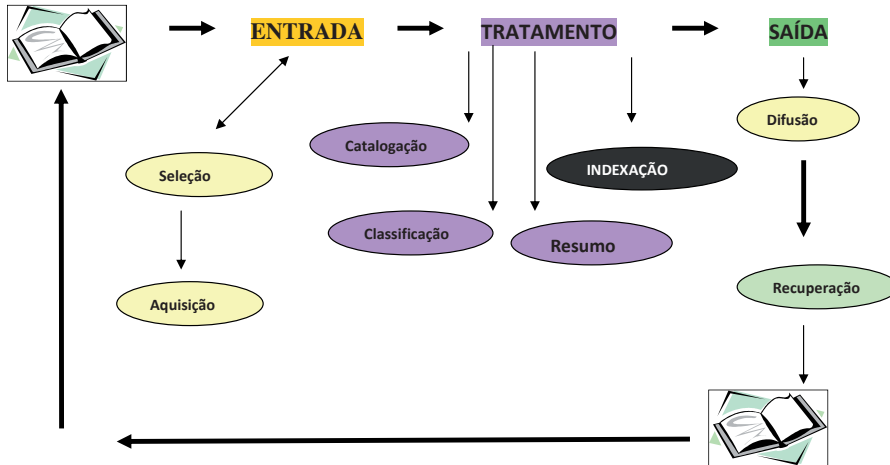 ENTRADA
TRATAMENTO
SAÍDA
Difusão
Catalogação
INDEXAÇÃO
Seleção
Classificação
Resumo
Recuperação
Aquisição